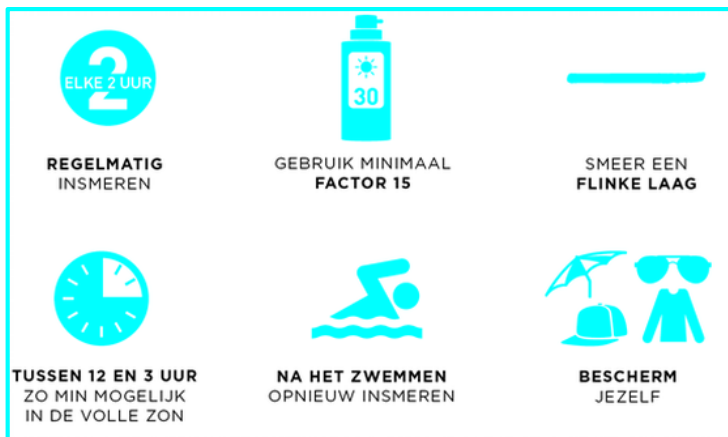 2
ELKE 2 UUR
REGELMATIG
INSMEREN
30
GEBRUIK MINIMAAL
FACTOR 15
SMEER EEN
FLINKE LAAG
TUSSEN 12 EN 3 UUR
ZO MIN MOGELIJK
IN DE VOLLE ZON
NA HET ZWEMMEN
OPNIEUW INSMEREN
BESCHERM
JEZELF